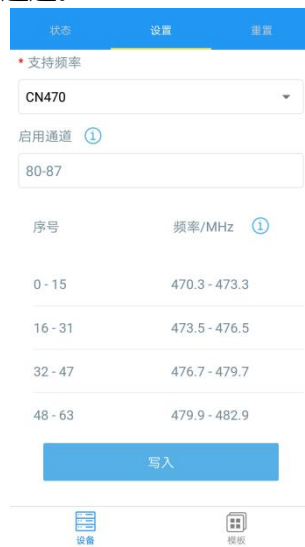 状态 设置 重置
* 支持频率
CN470
启用通道 ⓘ
80-87
序号 频率/MHz ⓘ
0 - 15 470.3 - 473.3
16 - 31 473.5 - 476.5
32 - 47 476.7 - 479.7
48 - 63 479.9 - 482.9
写入
设备 模板